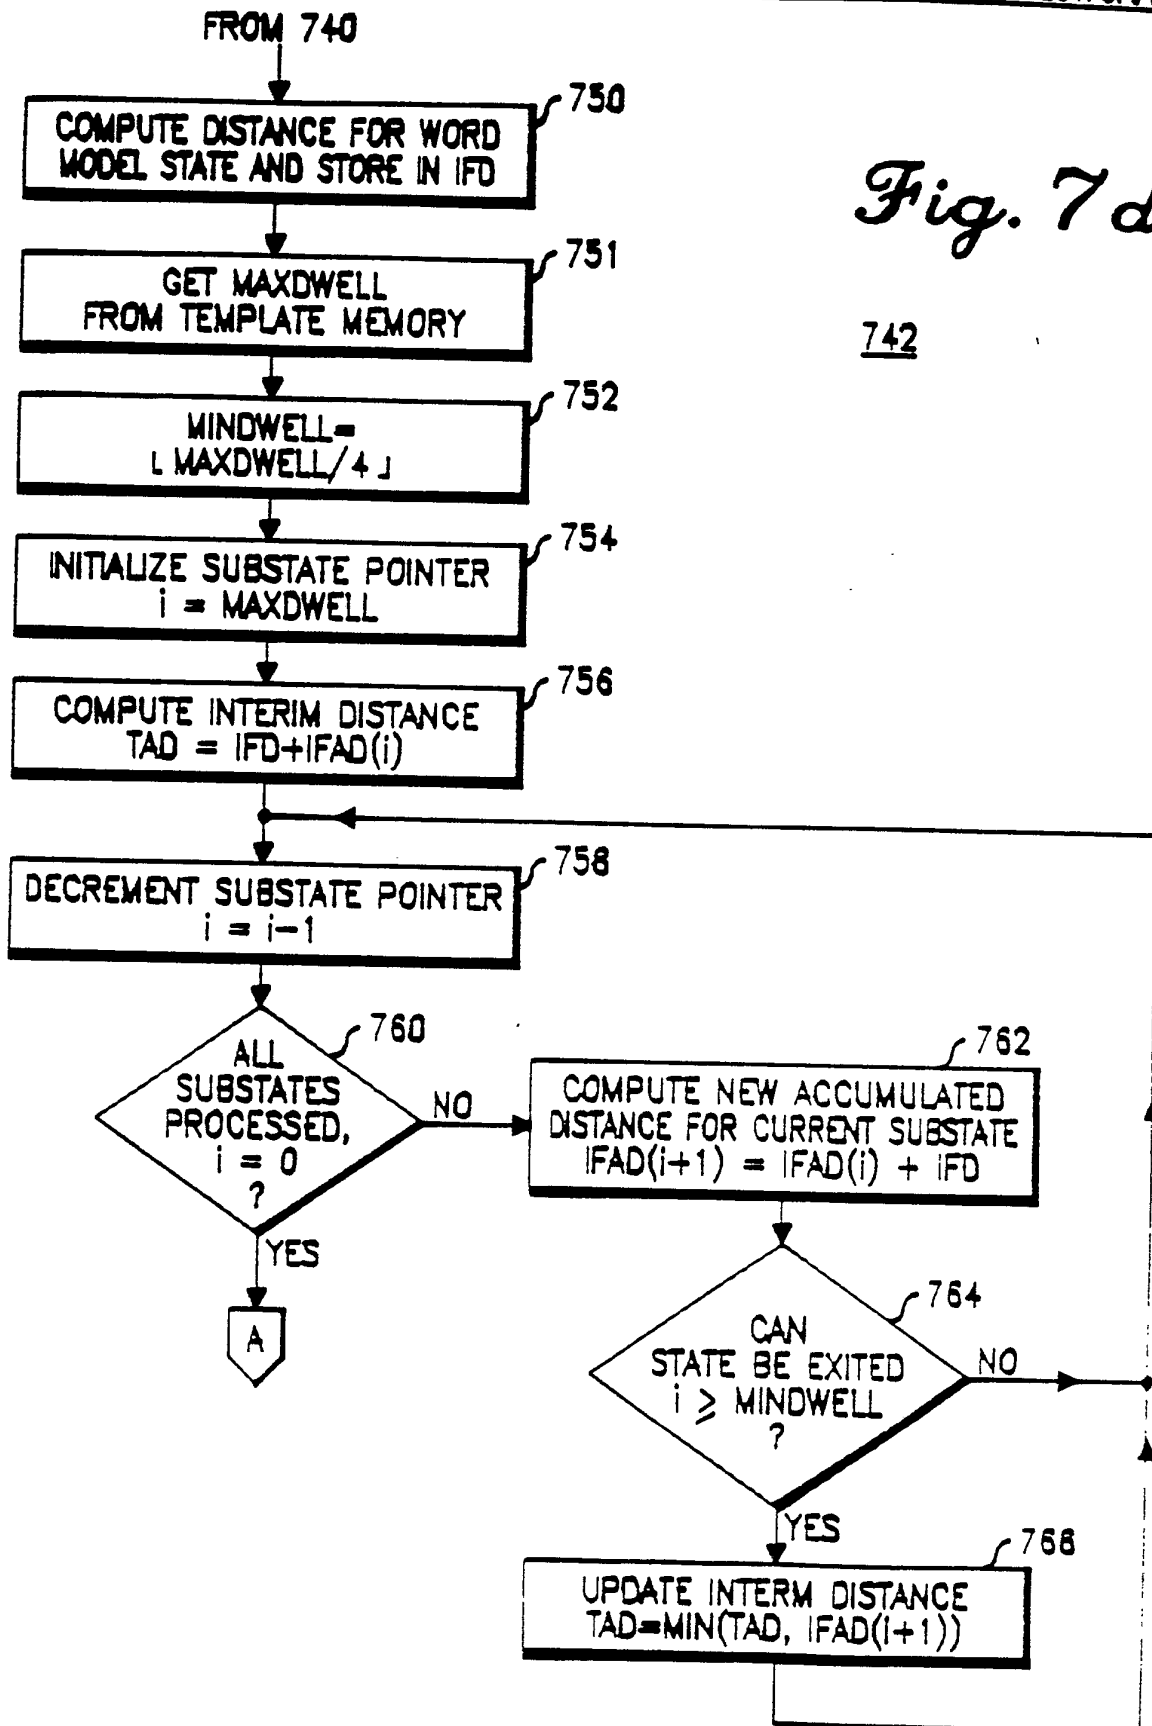 FROM 740
750
COMPUTE DISTANCE FOR WORD
MODEL STATE AND STORE IN IFD
Fig. 7d
751
GET MAXDWELL
FROM TEMPLATE MEMORY
742
752
MINDWELL=
⌊ MAXDWELL/4 ⌋
754
INITIALIZE SUBSTATE POINTER
i = MAXDWELL
756
COMPUTE INTERIM DISTANCE
TAD = IFD+IFAD(i)
758
DECREMENT SUBSTATE POINTER
i = i-1
760
ALL
SUBSTATES
PROCESSED,
i = 0
?
NO
YES
A
762
COMPUTE NEW ACCUMULATED
DISTANCE FOR CURRENT SUBSTATE
IFAD(i+1) = IFAD(i) + IFD
764
CAN
STATE BE EXITED
i ≥ MINDWELL
?
NO
YES
766
UPDATE INTERM DISTANCE
TAD=MIN(TAD, IFAD(i+1))